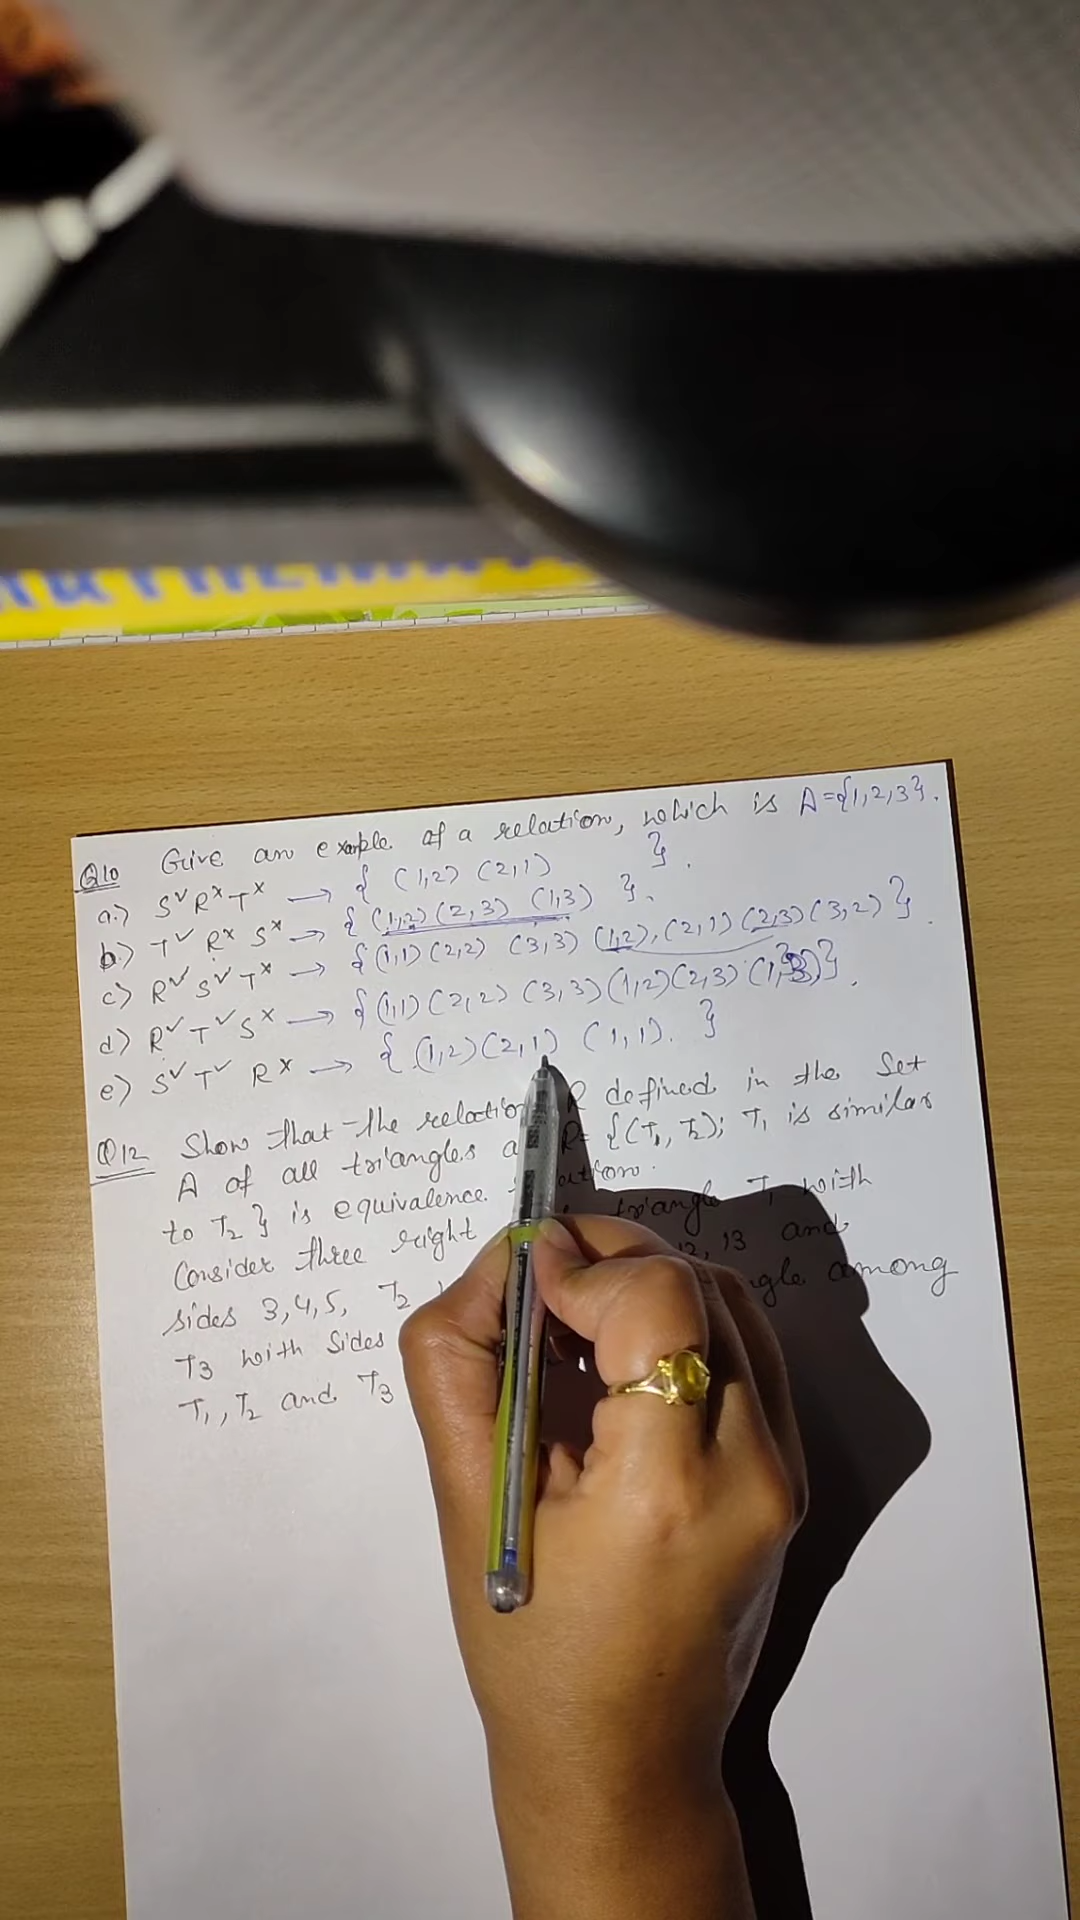 Q10 Give an example of a relation, which is A={1,2,3}.
a.) S✓ R× T× → { (1,2) (2,1) }.
b.) T✓ R× S× → { (1,2) (2,3) (1,3) }.
c.) R✓ S✓ T× → { (1,1) (2,2) (3,3) (1,2), (2,1) (2,3) (3,2) }.
d) R✓ T✓ S× → { (1,1) (2,2) (3,3) (1,2) (2,3) (1,3) }.
e) S✓ T✓ R× → { (1,2) (2,1) (1,1). }
Q12 Show that the relation R defined in the Set
A of all triangles R= {(T1, T2); T1 is similar
to T2 } is equivalence
Consider three right triangle T1 with
sides 3,4,5, T2 12, 13 and
T3 with sides among
T1, T2 and T3